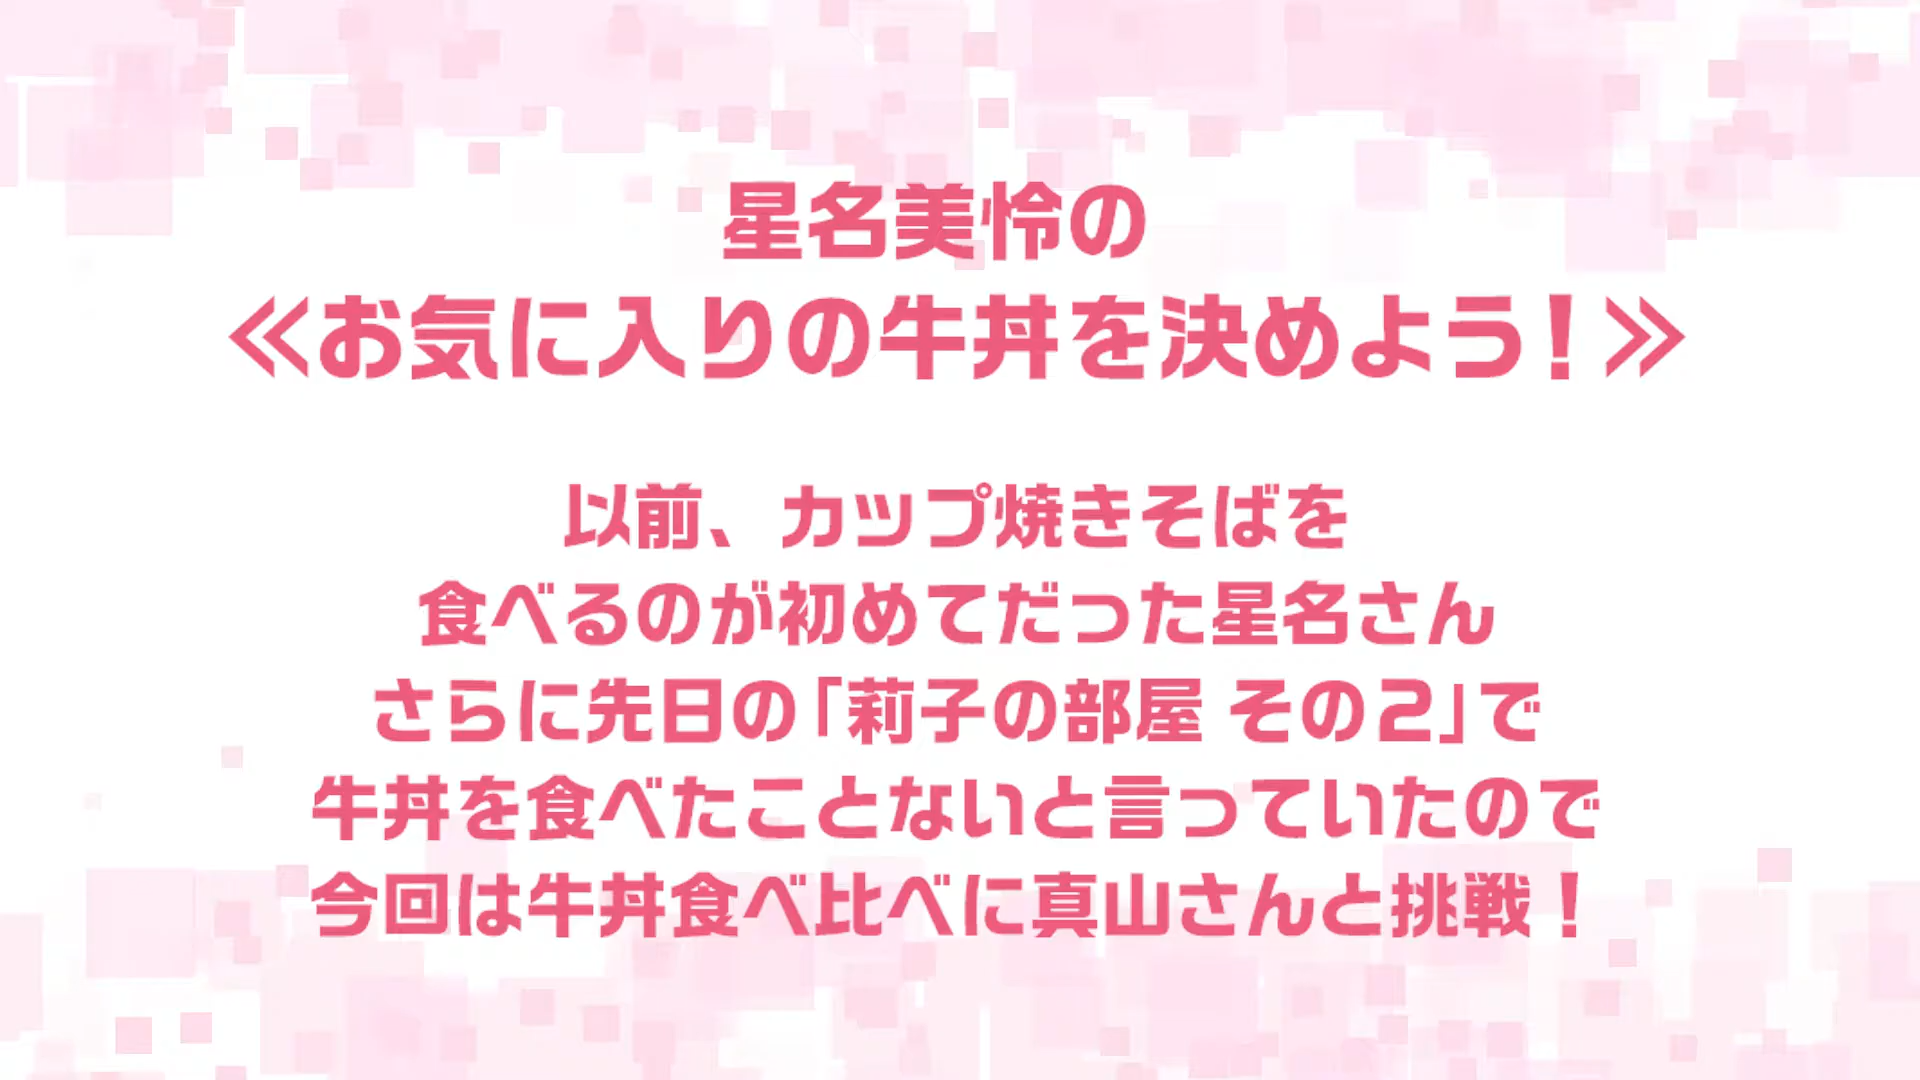 星名美怜の
≪お気に入りの牛丼を決めよう！≫
以前、カップ焼きそばを
食べるのが初めてだった星名さん
さらに先日の「莉子の部屋 その2」で
牛丼を食べたことないと言っていたので
今回は牛丼食べ比べに真山さんと挑戦！